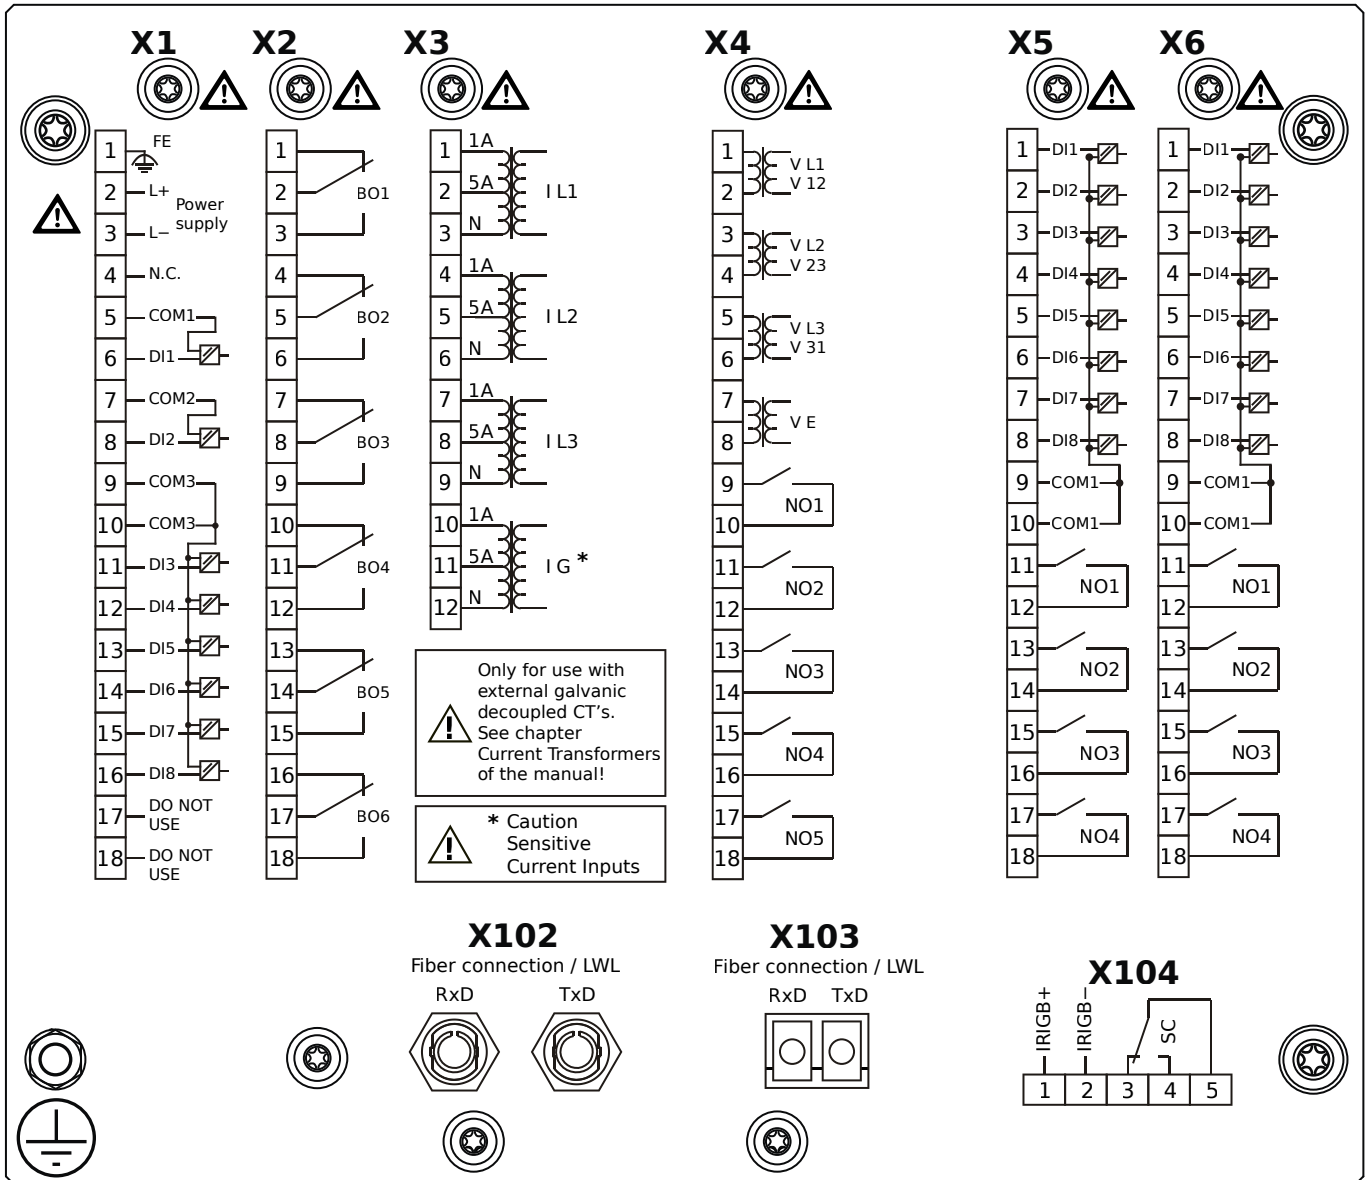 X1 X2 X3 X4 X5 X6
1 FE
2 L+
Power
supply
3 L−
4 N.C.
5 COM1
6 DI1
7 COM2
8 DI2
9 COM3
10 COM3
11 DI3
12 DI4
13 DI5
14 DI6
15 DI7
16 DI8
17 DO NOT
USE
18 DO NOT
USE
1
2 BO1
3
4
5 BO2
6
7
8 BO3
9
10
11 BO4
12
13
14 BO5
15
16
17 BO6
18
1 1A
2 5A I L1
3 N
4 1A
5 5A I L2
6 N
7 1A
8 5A I L3
9 N
10 1A
11 5A I G *
12 N
Only for use with
external galvanic
decoupled CT's.
See chapter
Current Transformers
of the manual!
* Caution
Sensitive
Current Inputs
1 V L1
2 V 12
3 V L2
4 V 23
5 V L3
6 V 31
7
V E
8
9
NO1
10
11
NO2
12
13
NO3
14
15
NO4
16
17
NO5
18
1 DI1
2 DI2
3 DI3
4 DI4
5 DI5
6 DI6
7 DI7
8 DI8
9 COM1
10 COM1
11
NO1
12
13
NO2
14
15
NO3
16
17
NO4
18
1 DI1
2 DI2
3 DI3
4 DI4
5 DI5
6 DI6
7 DI7
8 DI8
9 COM1
10 COM1
11
NO1
12
13
NO2
14
15
NO3
16
17
NO4
18
X102
Fiber connection / LWL
RxD TxD
X103
Fiber connection / LWL
RxD TxD
X104
IRIGB+ IRIGB− SC
1 2 3 4 5